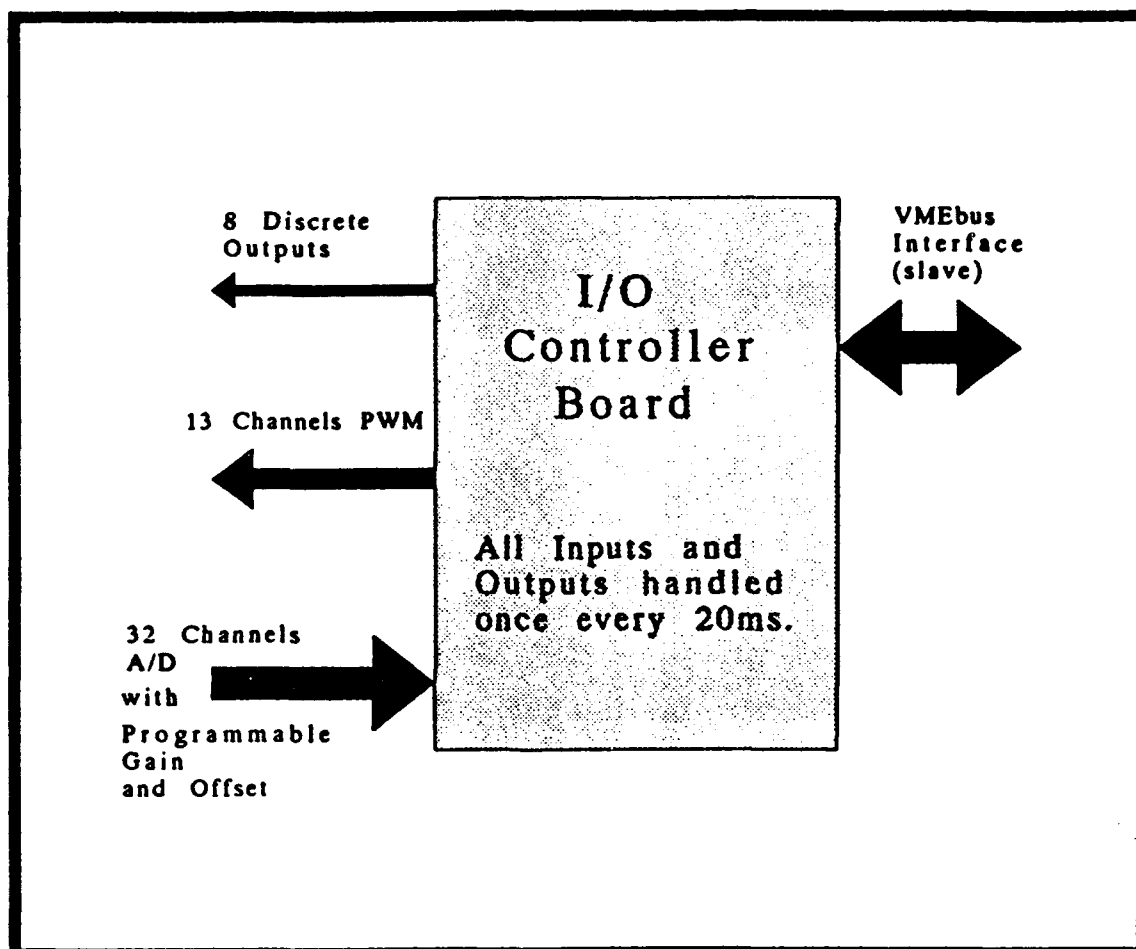 8 Discrete
Outputs
VMEbus
Interface
(slave)
I/O
Controller
Board
13 Channels PWM
All Inputs and
Outputs handled
once every 20ms.
32 Channels
A/D
with
Programmable
Gain
and Offset